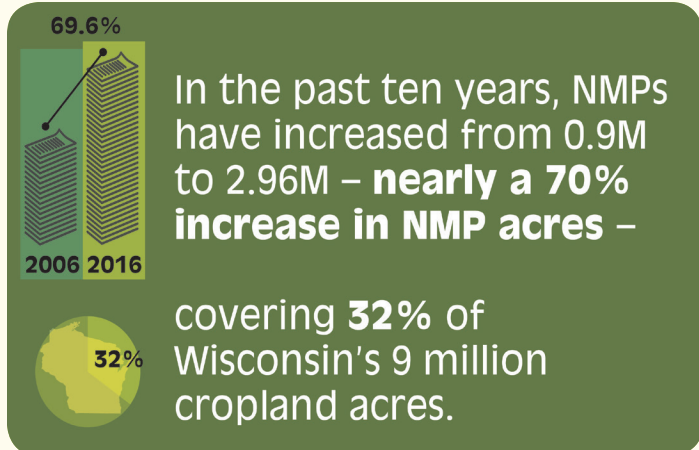 69.6%
2006 2016
In the past ten years, NMPs
have increased from 0.9M
to 2.96M – nearly a 70%
increase in NMP acres –
32%
covering 32% of
Wisconsin's 9 million
cropland acres.